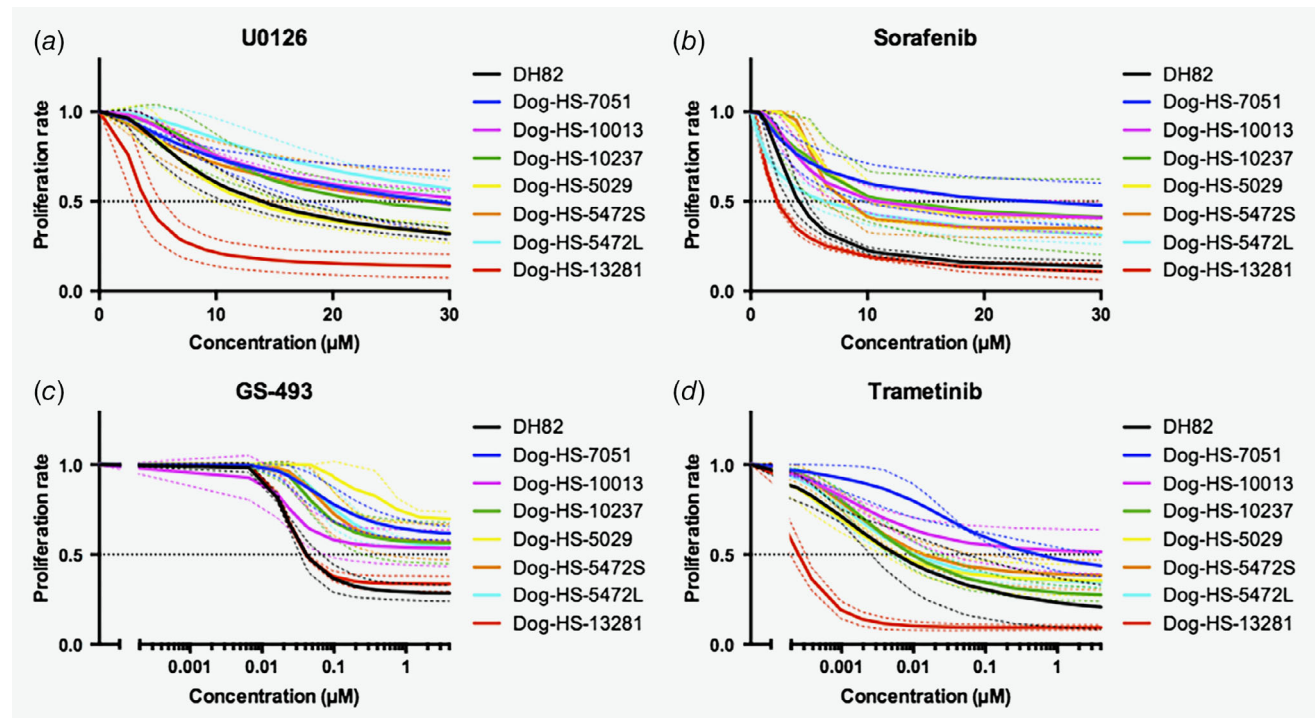 (a)
U0126
Proliferation rate
1.0
0.5
0.0
0 10 20 30
Concentration (µM)
DH82
Dog-HS-7051
Dog-HS-10013
Dog-HS-10237
Dog-HS-5029
Dog-HS-5472S
Dog-HS-5472L
Dog-HS-13281
(b)
Sorafenib
Proliferation rate
1.0
0.5
0.0
0 10 20 30
Concentration (µM)
DH82
Dog-HS-7051
Dog-HS-10013
Dog-HS-10237
Dog-HS-5029
Dog-HS-5472S
Dog-HS-5472L
Dog-HS-13281
(c)
GS-493
Proliferation rate
1.0
0.5
0.0
0.001 0.01 0.1 1
Concentration (µM)
DH82
Dog-HS-7051
Dog-HS-10013
Dog-HS-10237
Dog-HS-5029
Dog-HS-5472S
Dog-HS-5472L
Dog-HS-13281
(d)
Trametinib
Proliferation rate
1.0
0.5
0.0
0.001 0.01 0.1 1
Concentration (µM)
DH82
Dog-HS-7051
Dog-HS-10013
Dog-HS-10237
Dog-HS-5029
Dog-HS-5472S
Dog-HS-5472L
Dog-HS-13281